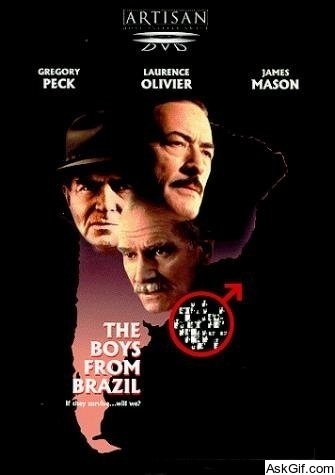 ARTISAN
DVD
GREGORY LAURENCE JAMES
PECK OLIVIER MASON
THE
BOYS
FROM
BRAZIL
If they survive...will we?
AskGif.com